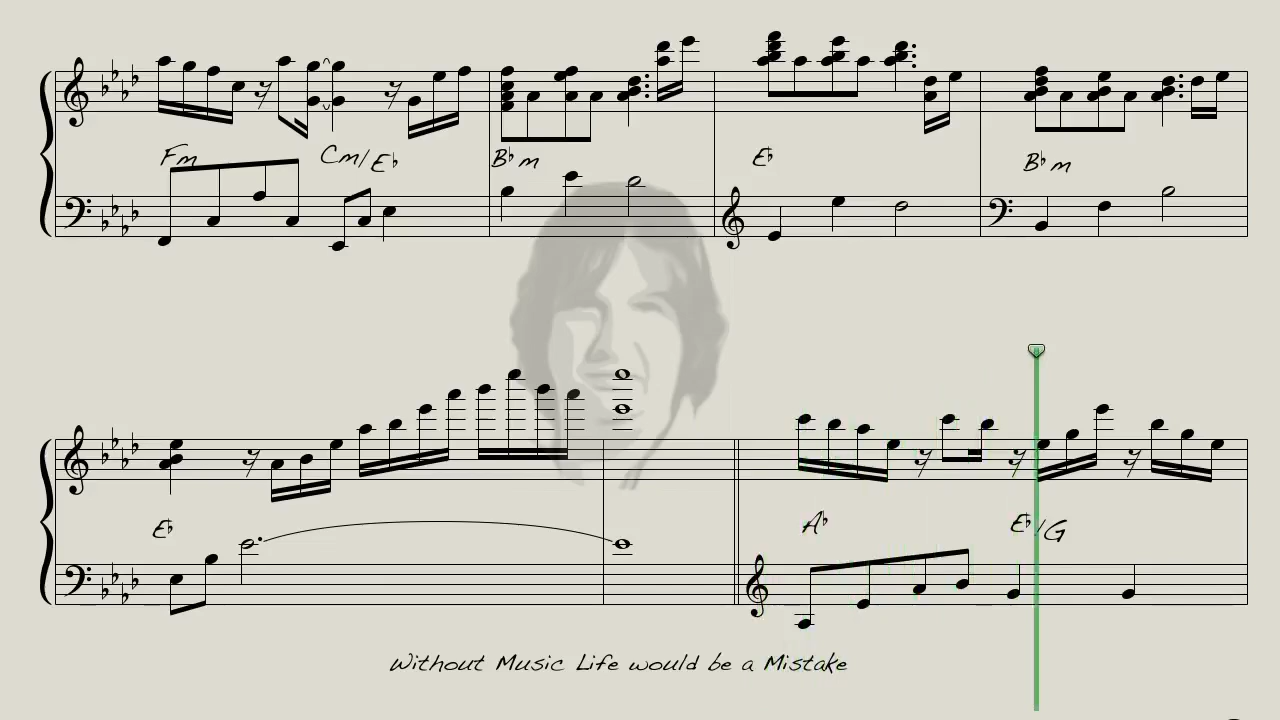 Fm Cm/E♭ B♭m E♭ B♭m
E♭ A♭ E♭/G
Without Music Life would be a Mistake